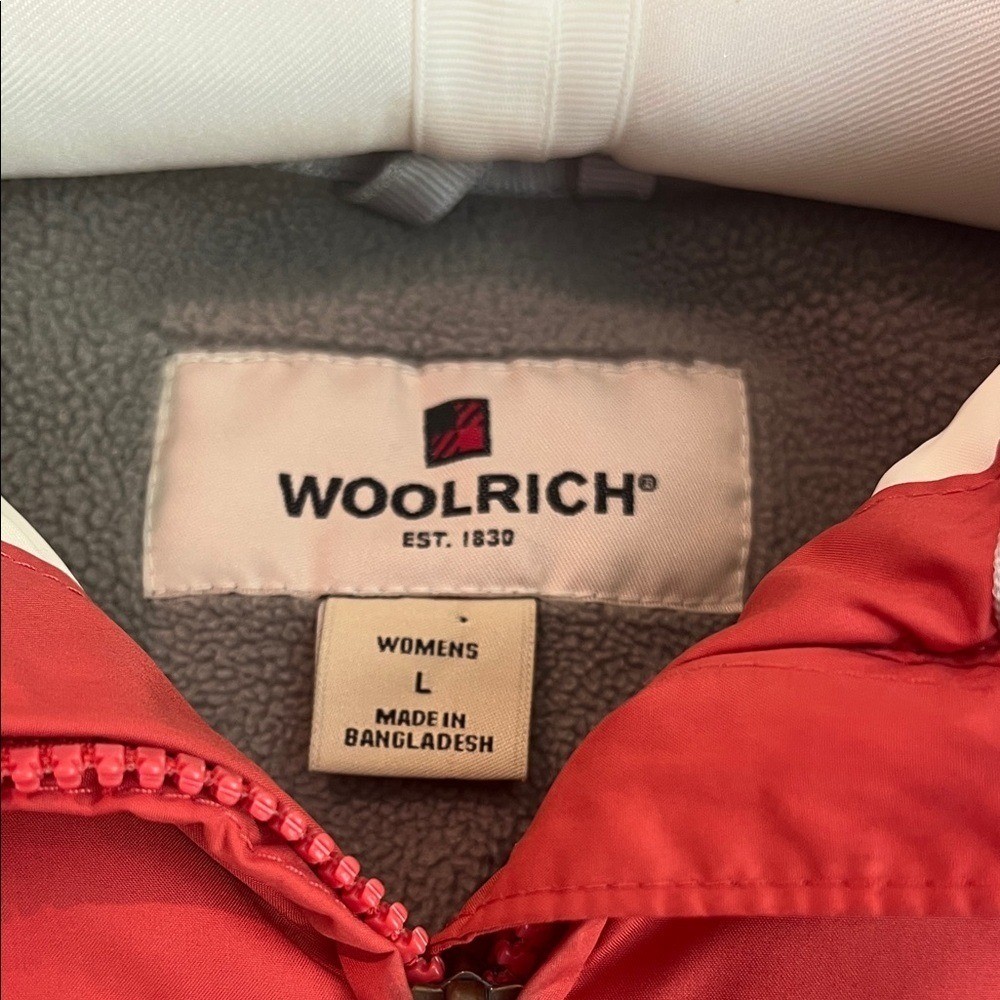 WOOLRICH®
EST. 1830
WOMENS
L
MADE IN
BANGLADESH